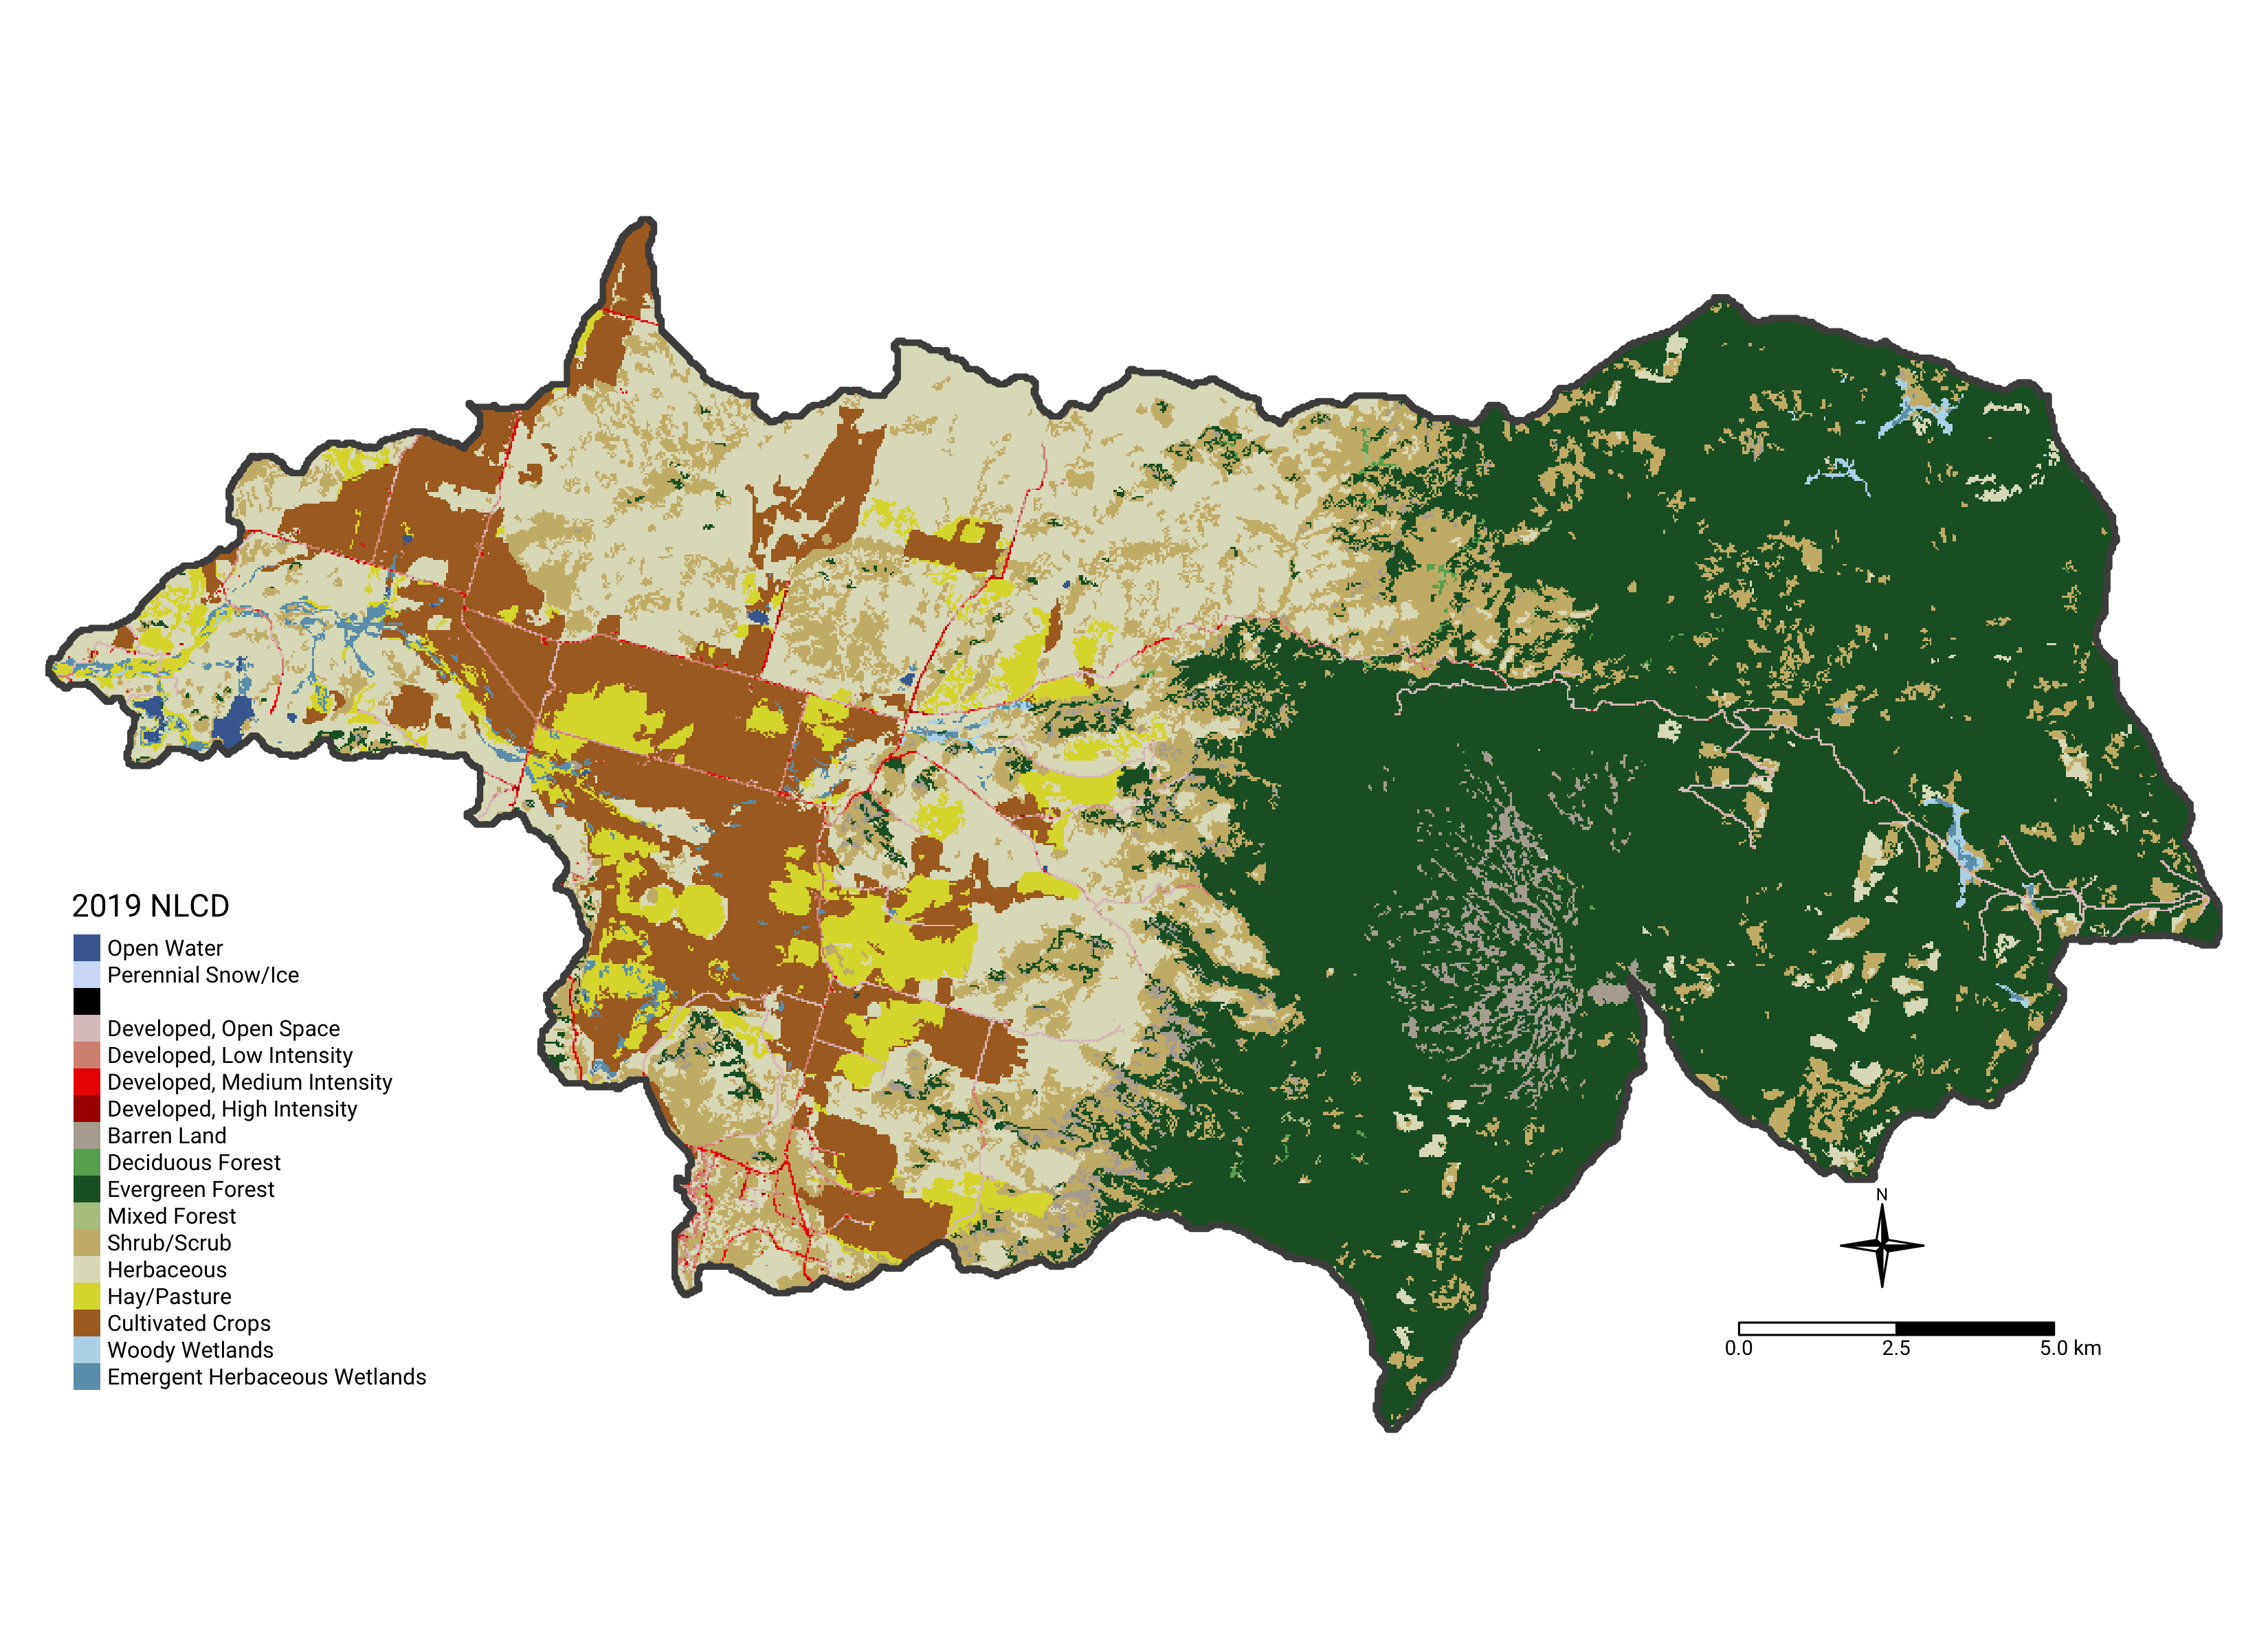 2019 NLCD
Open Water
Perennial Snow/Ice
Developed, Open Space
Developed, Low Intensity
Developed, Medium Intensity
Developed, High Intensity
Barren Land
Deciduous Forest
Evergreen Forest
Mixed Forest
Shrub/Scrub
Herbaceous
Hay/Pasture
Cultivated Crops
Woody Wetlands
Emergent Herbaceous Wetlands
N
0.0 2.5 5.0 km